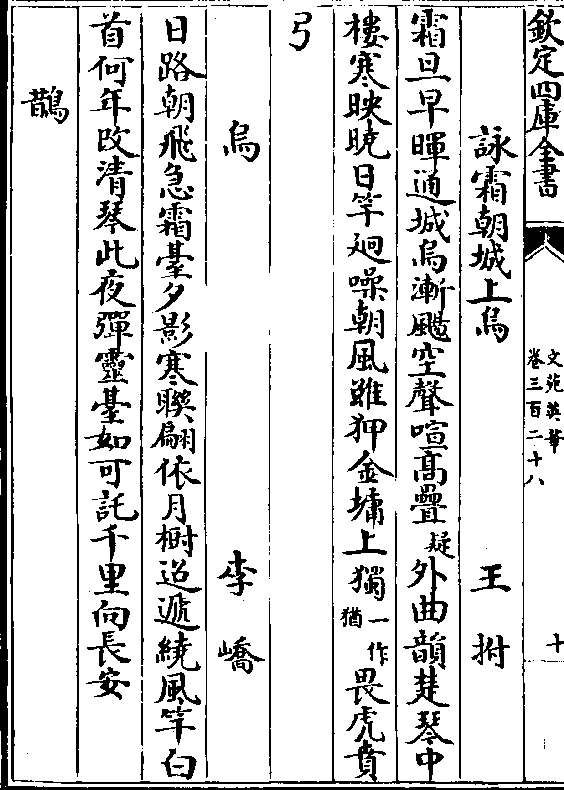 欽定四庫全書
文苑英華
卷三百二十八
十
詠霜朝城上烏 王拊
霜旦早暉通城烏漸颺空聲喧髙疊疑外曲韻楚琴中
樓寒映曉日竿廻噪朝風雖狎金墉上獨一作猶畏虎賁
弓
烏 李嶠
日路朝飛急霜臺夕影寒聯翩依月樹迢遞繞風竿白
首何年改清琴此夜彈靈臺如可託千里向長安
鵲